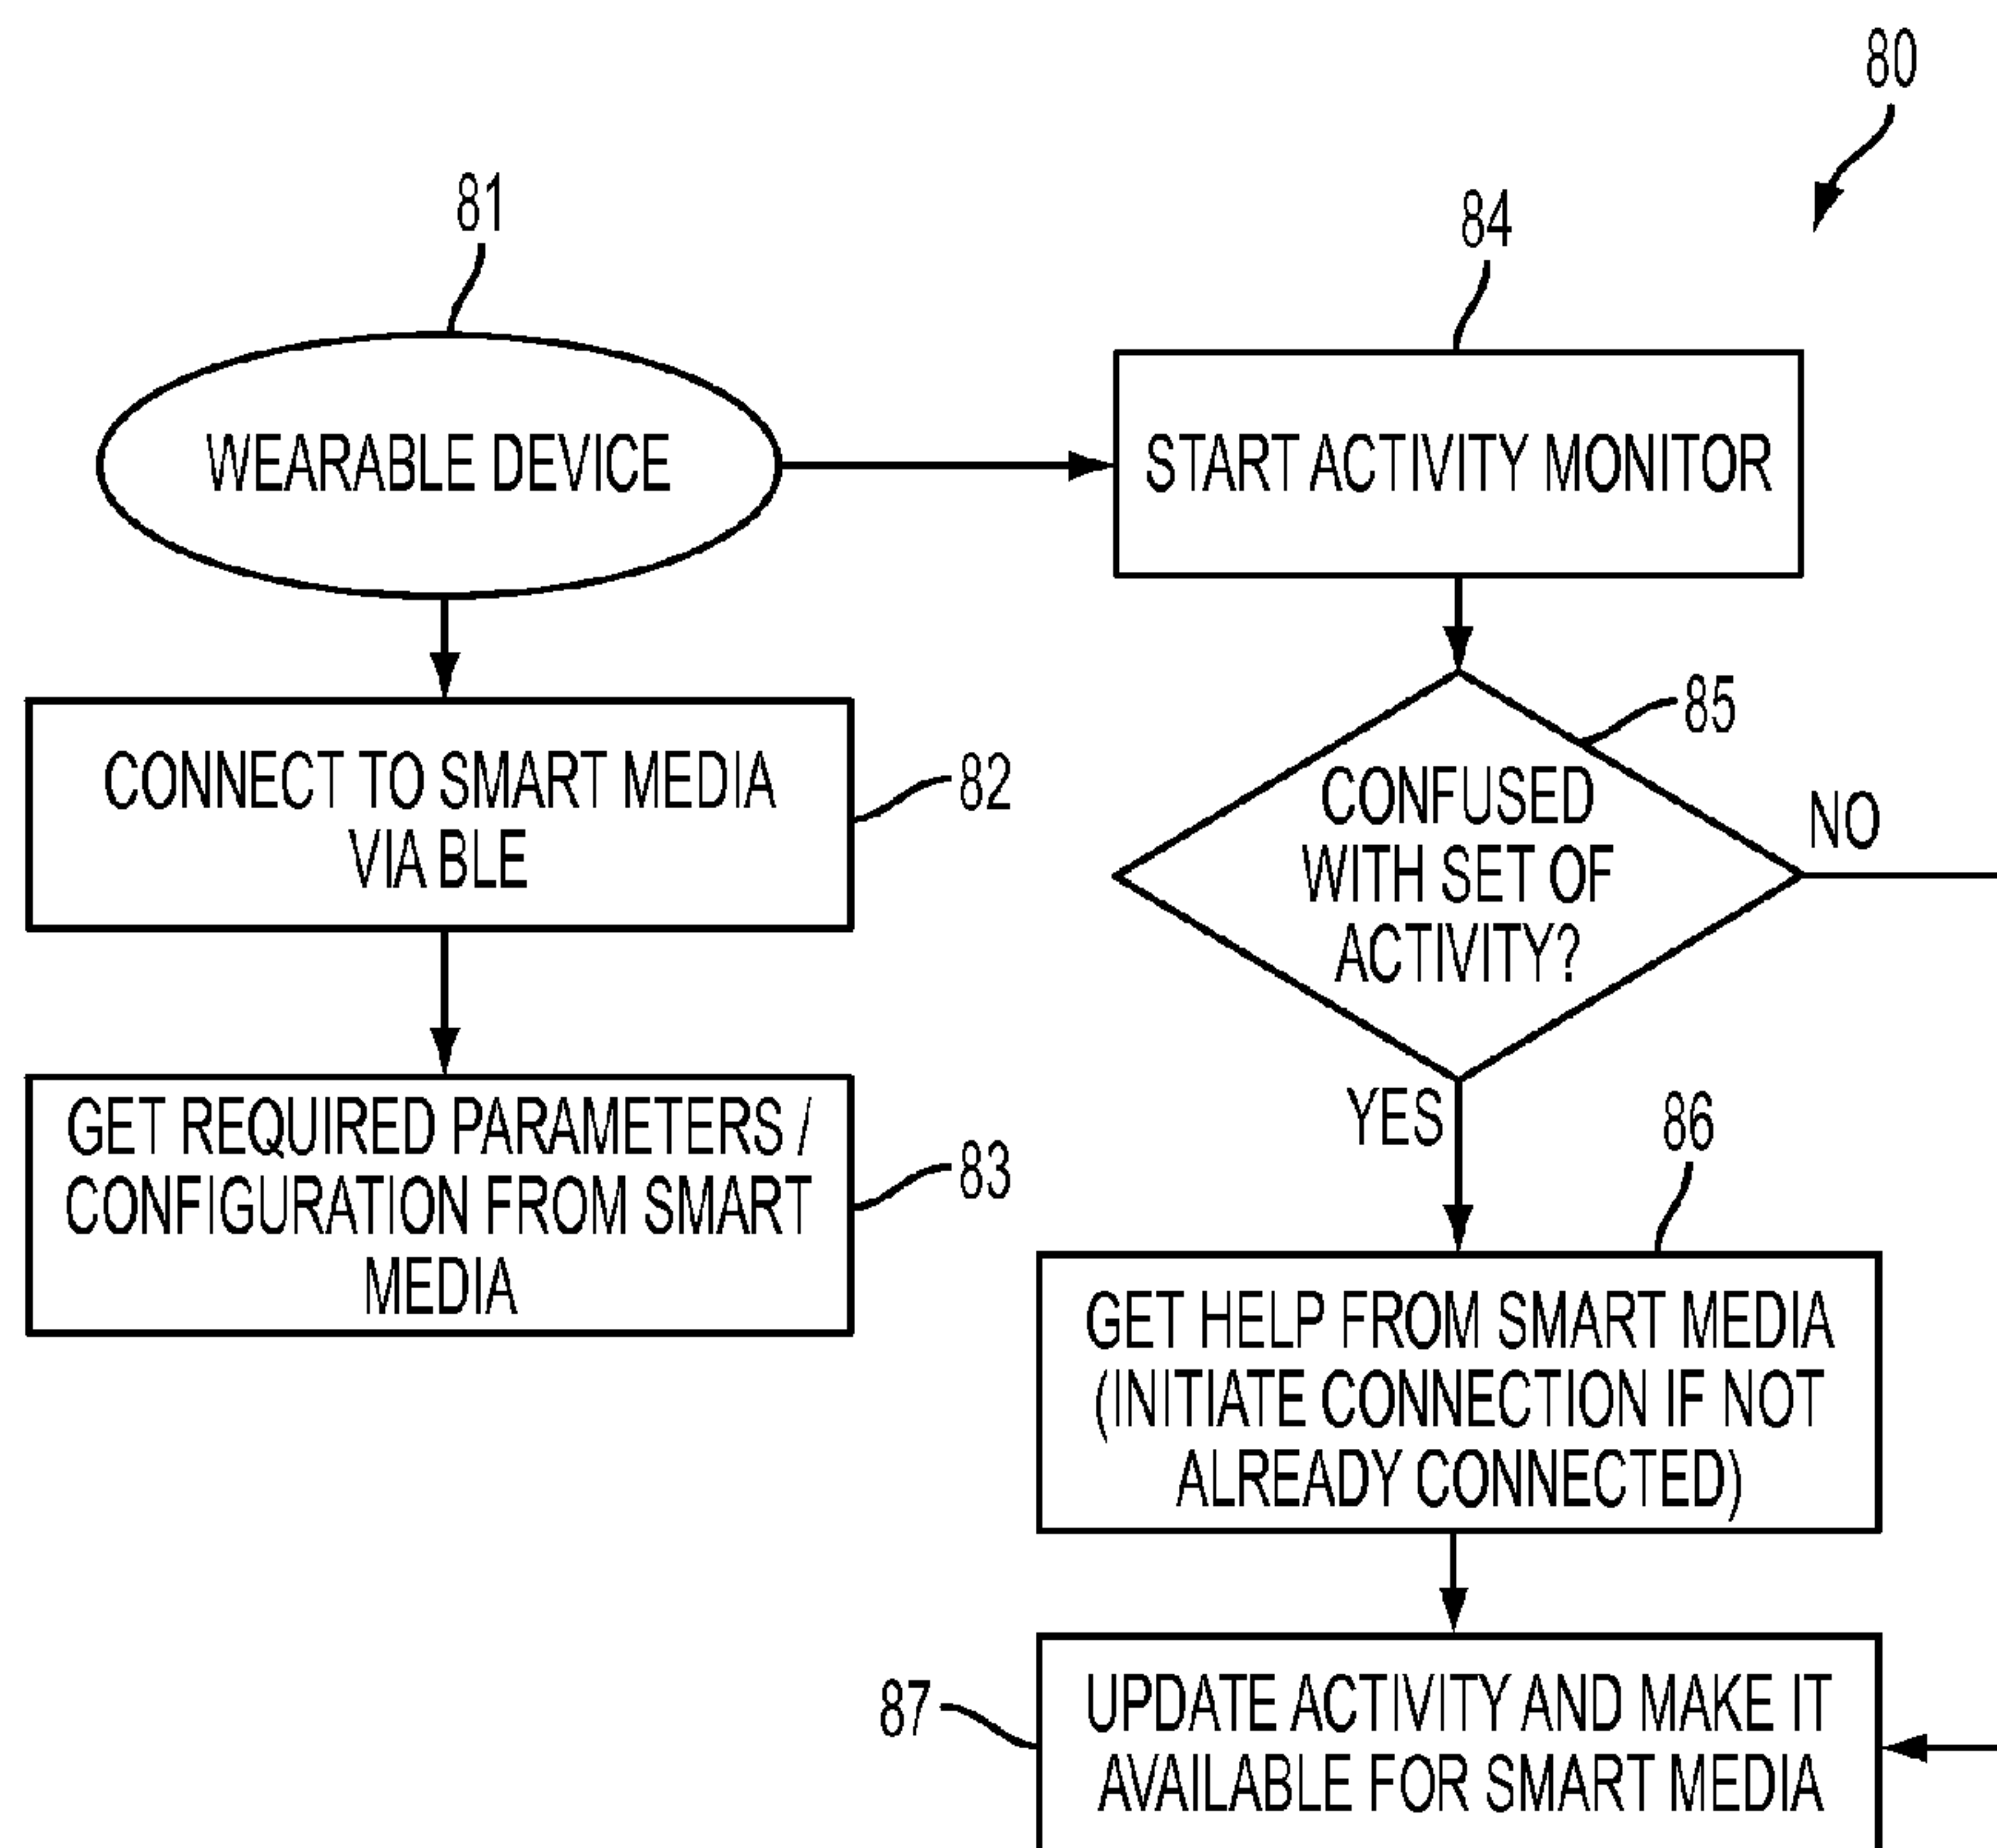 80
81
84
WEARABLE DEVICE
START ACTIVITY MONITOR
CONNECT TO SMART MEDIA
VIA BLE
82
85
CONFUSED
WITH SET OF
ACTIVITY?
NO
YES
GET REQUIRED PARAMETERS /
CONFIGURATION FROM SMART
MEDIA
83
86
GET HELP FROM SMART MEDIA
(INITIATE CONNECTION IF NOT
ALREADY CONNECTED)
87
UPDATE ACTIVITY AND MAKE IT
AVAILABLE FOR SMART MEDIA